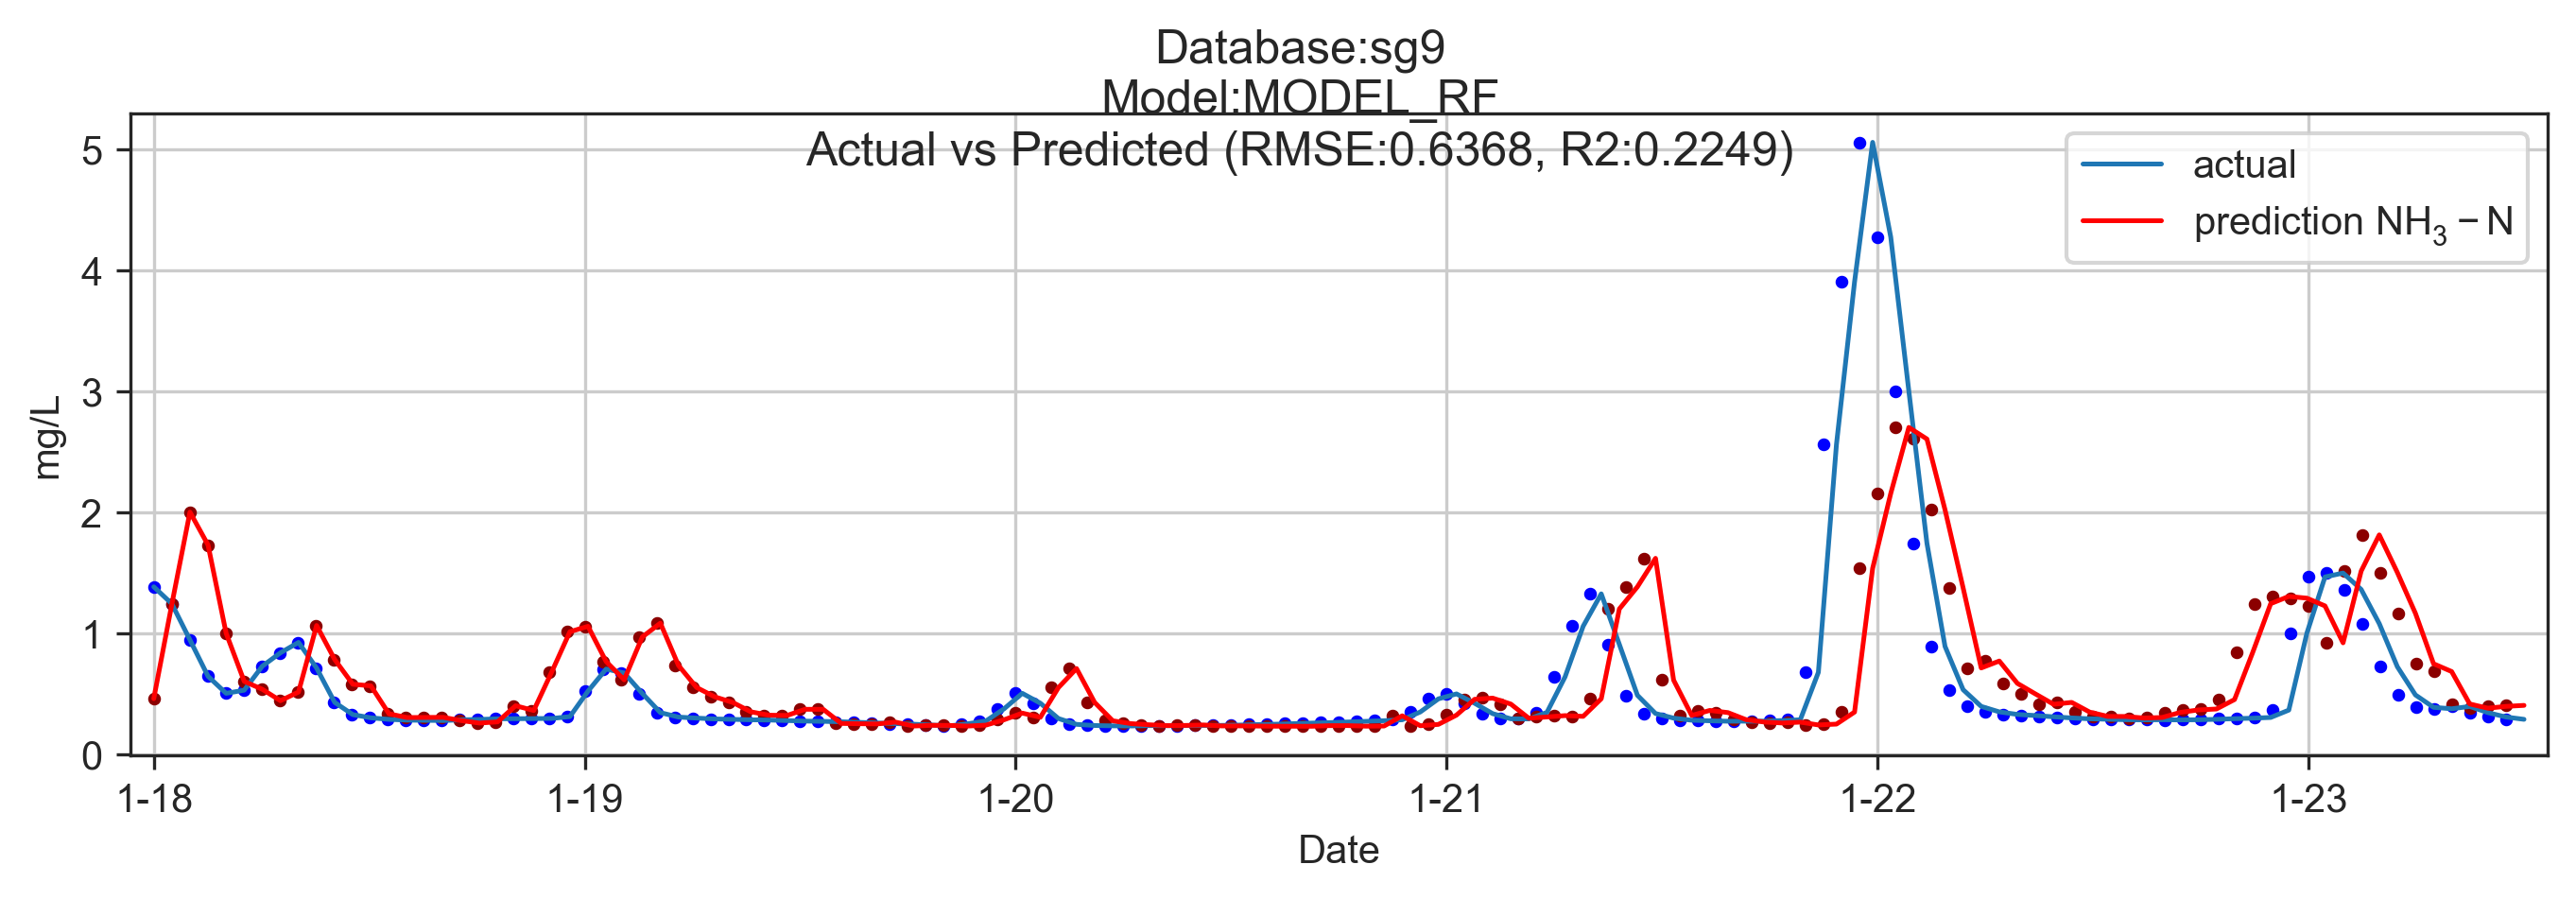 Database:sg9
Model:MODEL_RF
Actual vs Predicted (RMSE:0.6368, R2:0.2249)
actual
prediction NH₃ − N
5
4
3
2
1
0
mg/L
1-18 1-19 1-20 1-21 1-22 1-23
Date